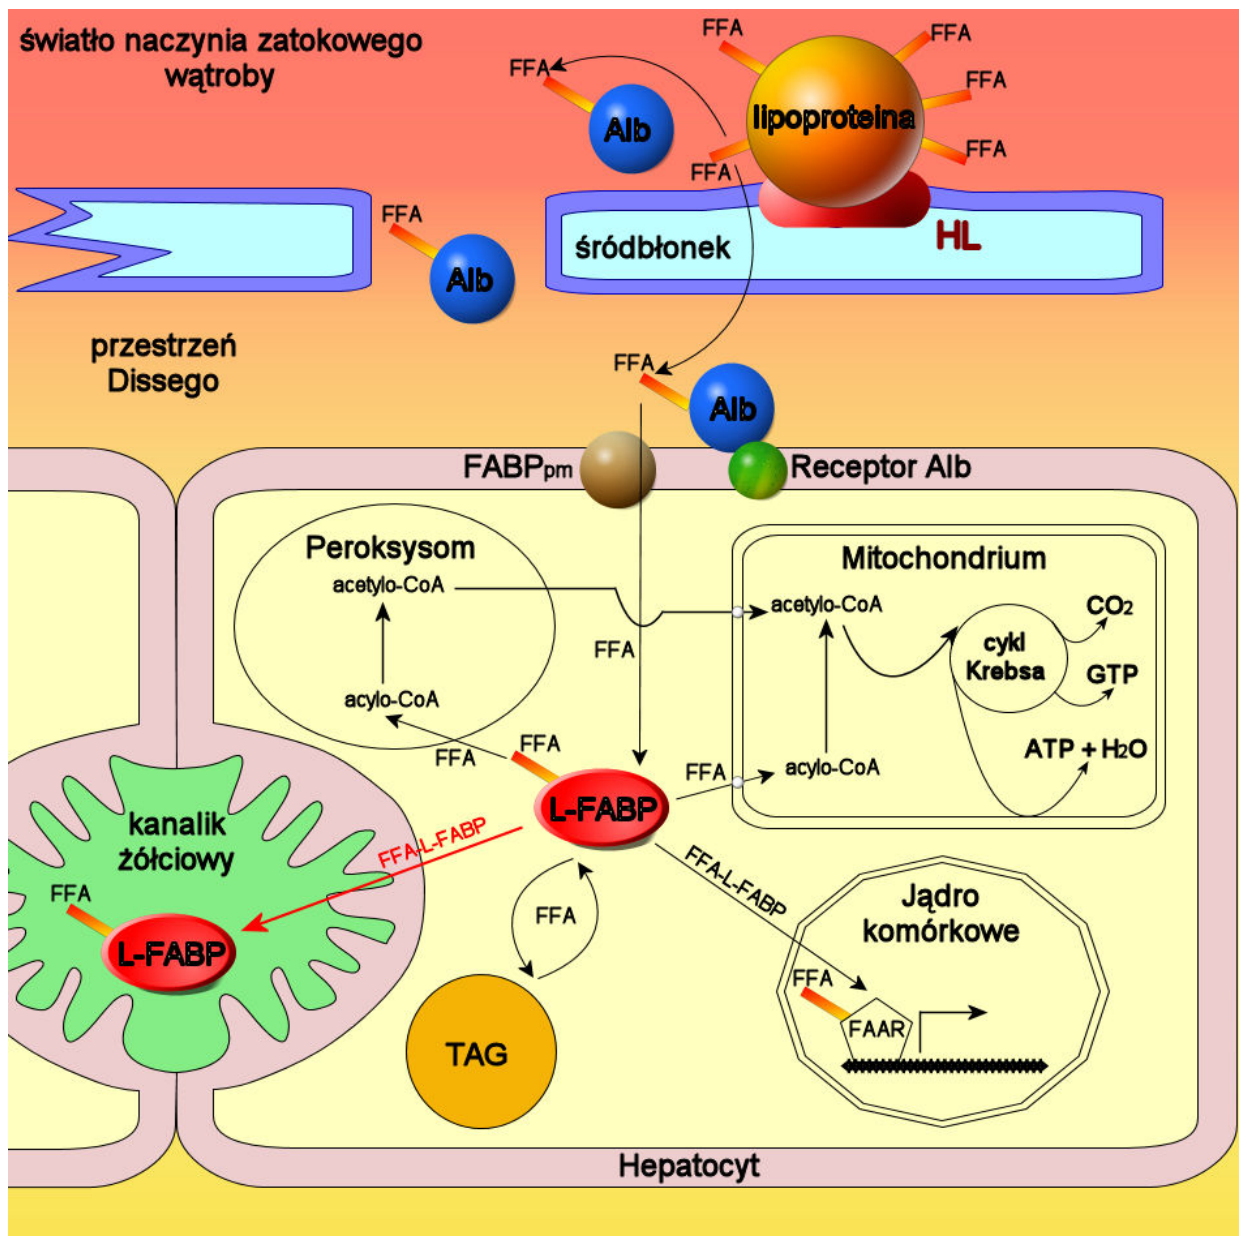 światło naczynia zatokowego
wątroby
FFA
FFA
FFA
FFA
FFA
FFA
lipoproteina
Alb
HL
śródbłonek
FFA
Alb
przestrzeń
Dissego
FFA
Alb
FABPpm
Receptor Alb
Peroksysom
acetylo-CoA
acylo-CoA
FFA
FFA
FFA
Mitochondrium
acetylo-CoA
cykl
Krebsa
CO2
GTP
ATP + H2O
acylo-CoA
FFA
L-FABP
FFA-L-FABP
FFA-L-FABP
kanalik
żółciowy
FFA
L-FABP
FFA
TAG
Jądro
komórkowe
FFA
FAAR
Hepatocyt